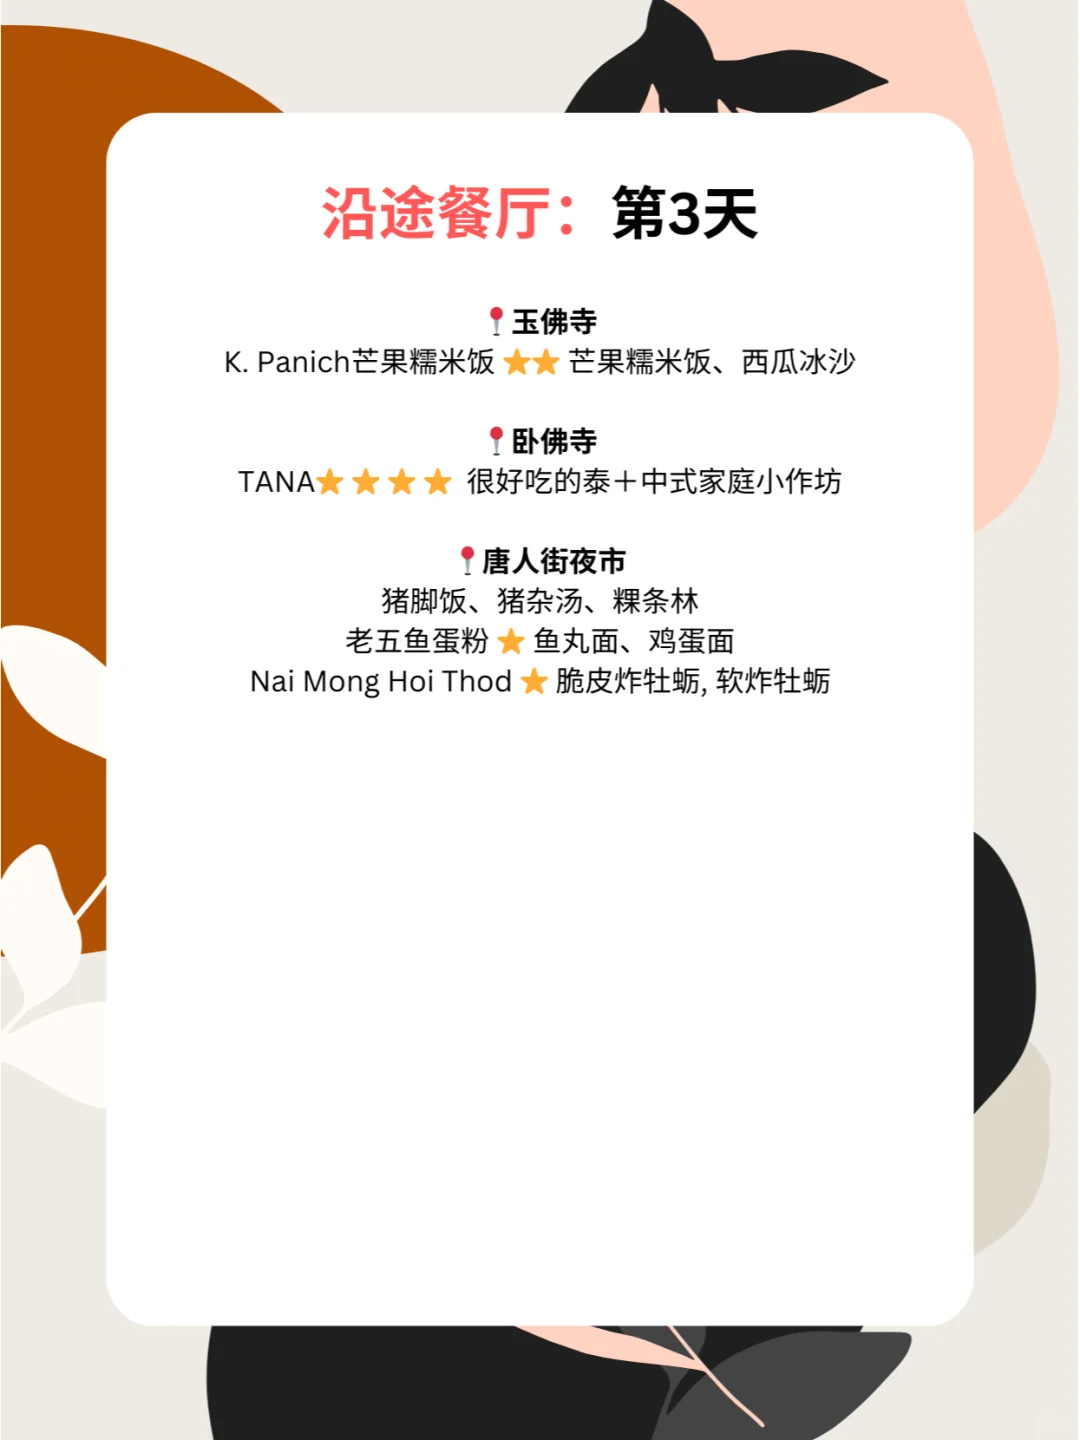 沿途餐厅：第3天
📍玉佛寺
K. Panich芒果糯米饭 ⭐⭐ 芒果糯米饭、西瓜冰沙
📍卧佛寺
TANA⭐ ⭐ ⭐ ⭐ 很好吃的泰＋中式家庭小作坊
📍唐人街夜市
猪脚饭、猪杂汤、粿条林
老五鱼蛋粉 ⭐ 鱼丸面、鸡蛋面
Nai Mong Hoi Thod ⭐ 脆皮炸牡蛎, 软炸牡蛎